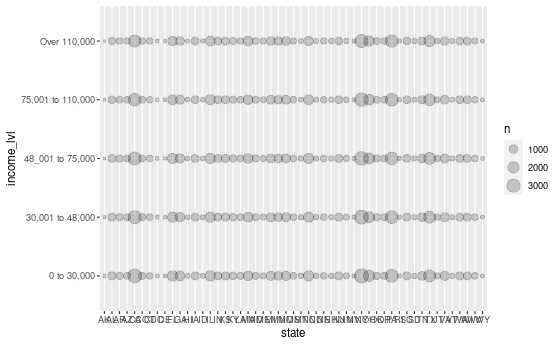 Over 110,000
75,001 to 110,000
48_001 to 75,000
30,001 to 48,000
0 to 30,000
income_lvl
state
n
1000
2000
3000